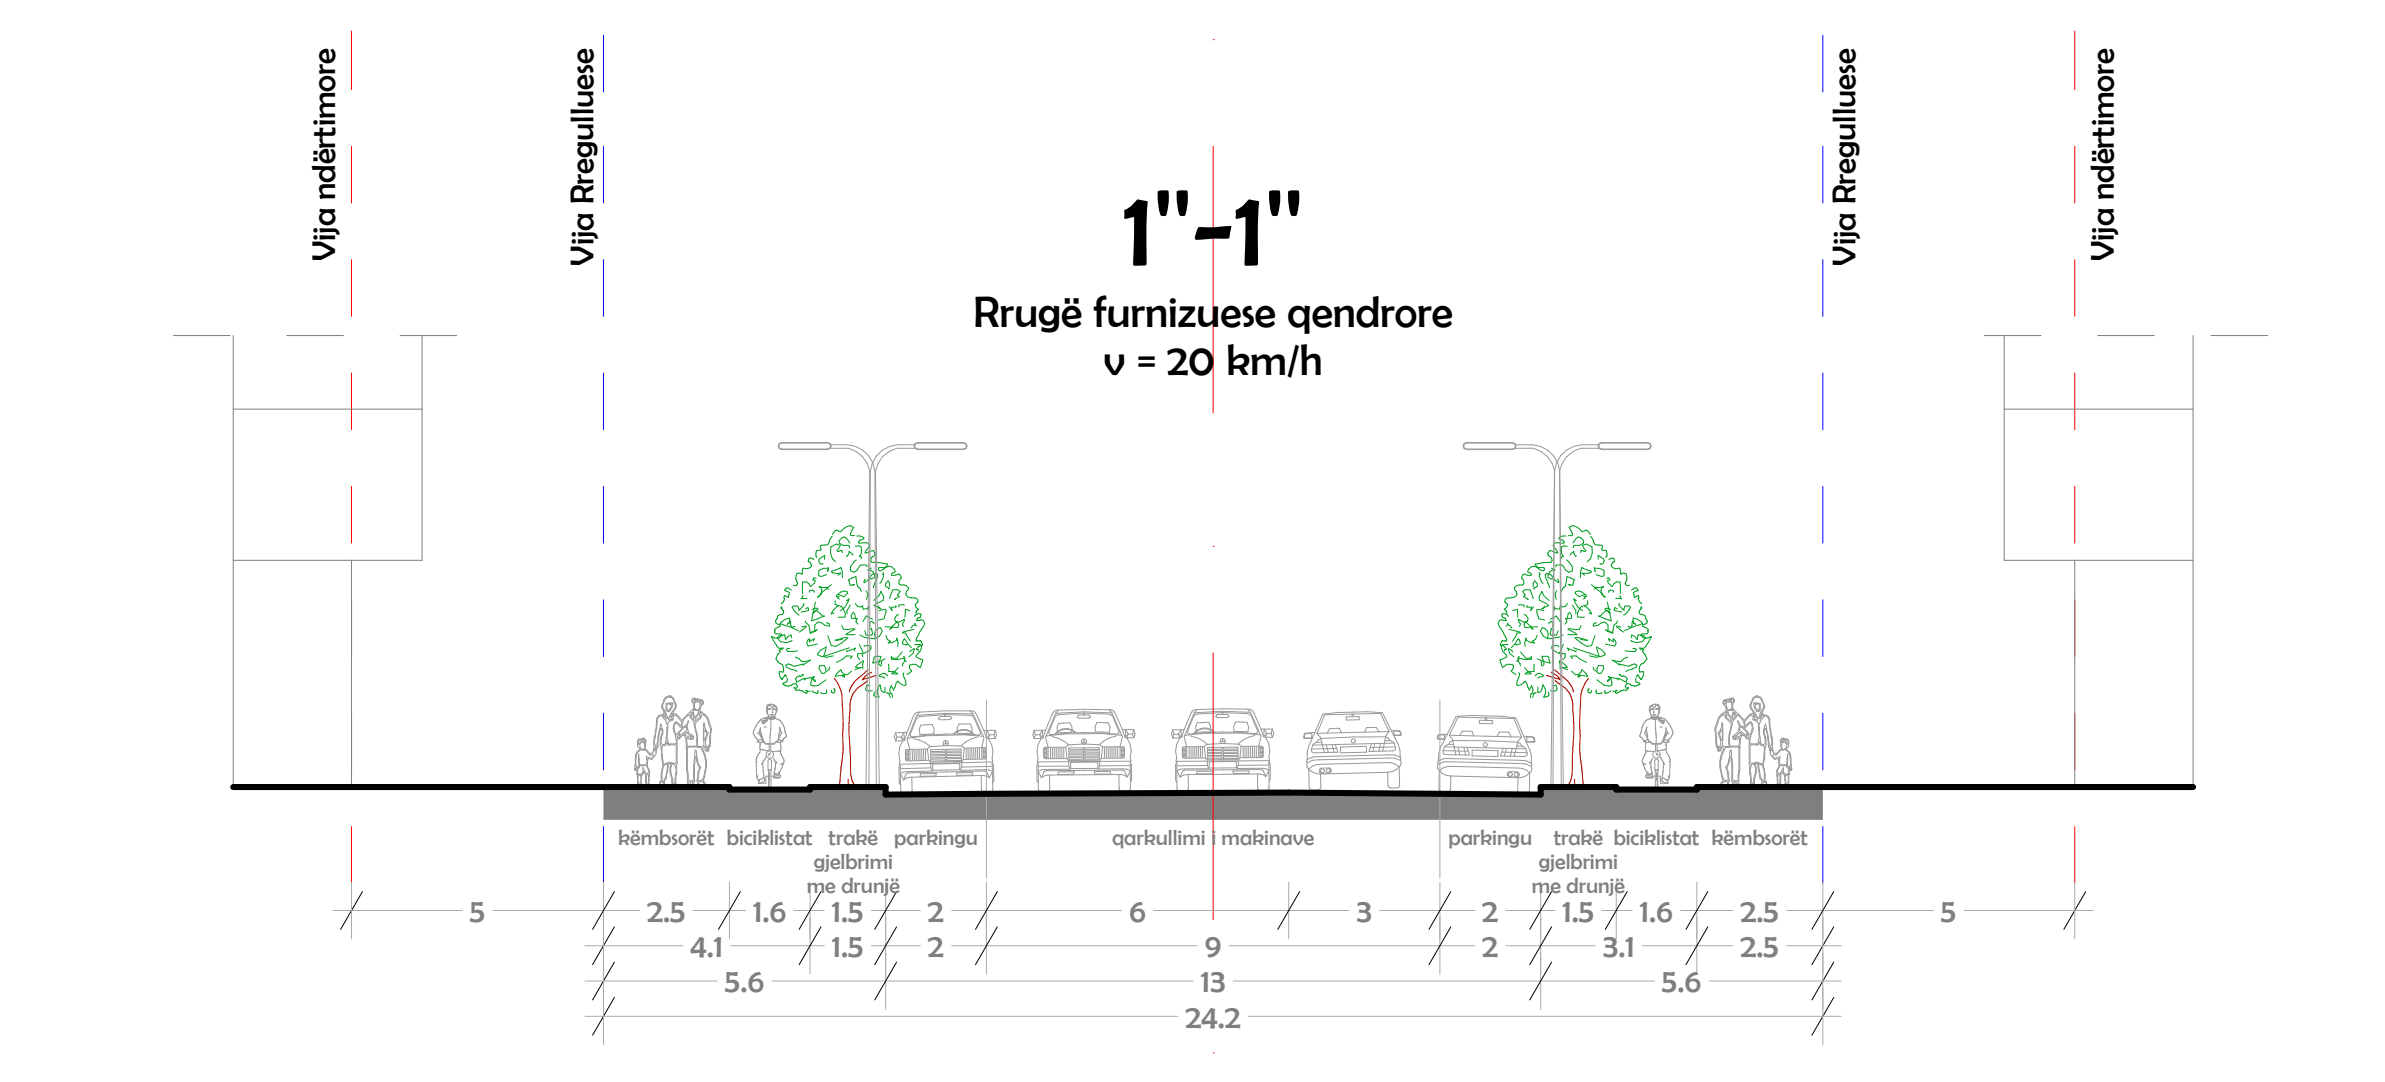 Vija ndërtimore
Vija Rregulluese
Vija Rregulluese
Vija ndërtimore
1"-1"
Rrugë furnizuese qendrore
v = 20 km/h
këmbsorët biciklistat trakë parkingu qarkullimi i makinave parkingu trakë biciklistat këmbsorët
gjelbrimi gjelbrimi
me drunjë me drunjë
5 2.5 1.6 1.5 2 6 3 2 1.5 1.6 2.5 5
4.1 1.5 2 9 2 3.1 2.5
5.6 13 5.6
24.2